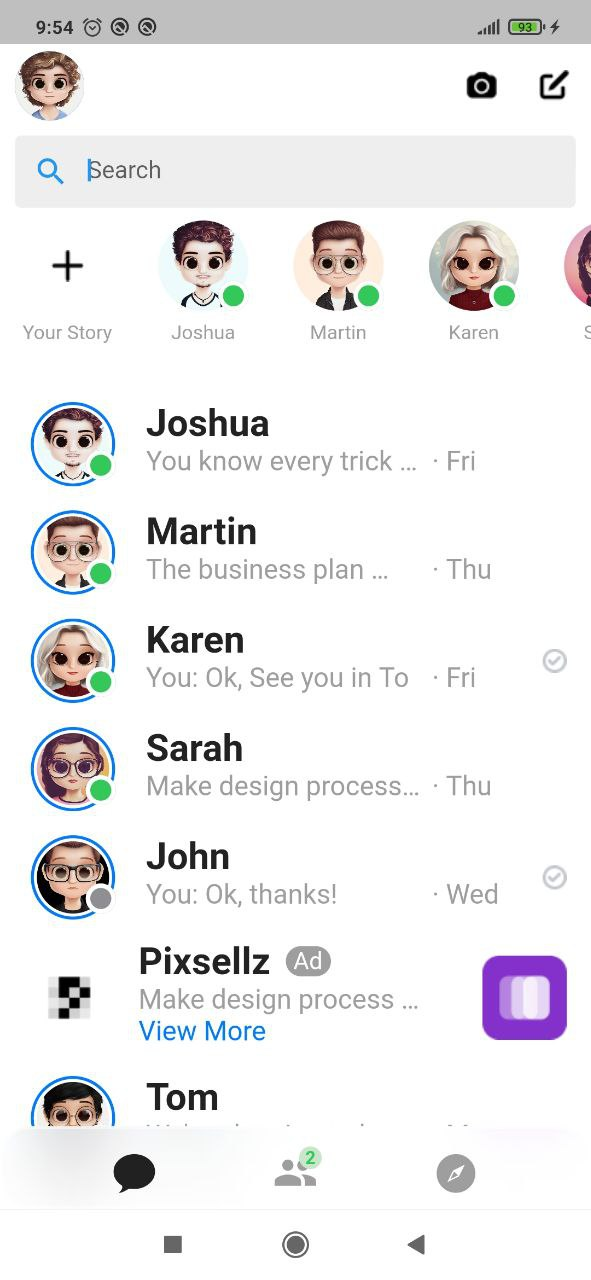 9:54
93
Search
Your Story
Joshua
Martin
Karen
S
Joshua
You know every trick ... · Fri
Martin
The business plan ... · Thu
Karen
You: Ok, See you in To · Fri
Sarah
Make design process... · Thu
John
You: Ok, thanks! · Wed
Pixsellz Ad
Make design process ...
View More
Tom
2